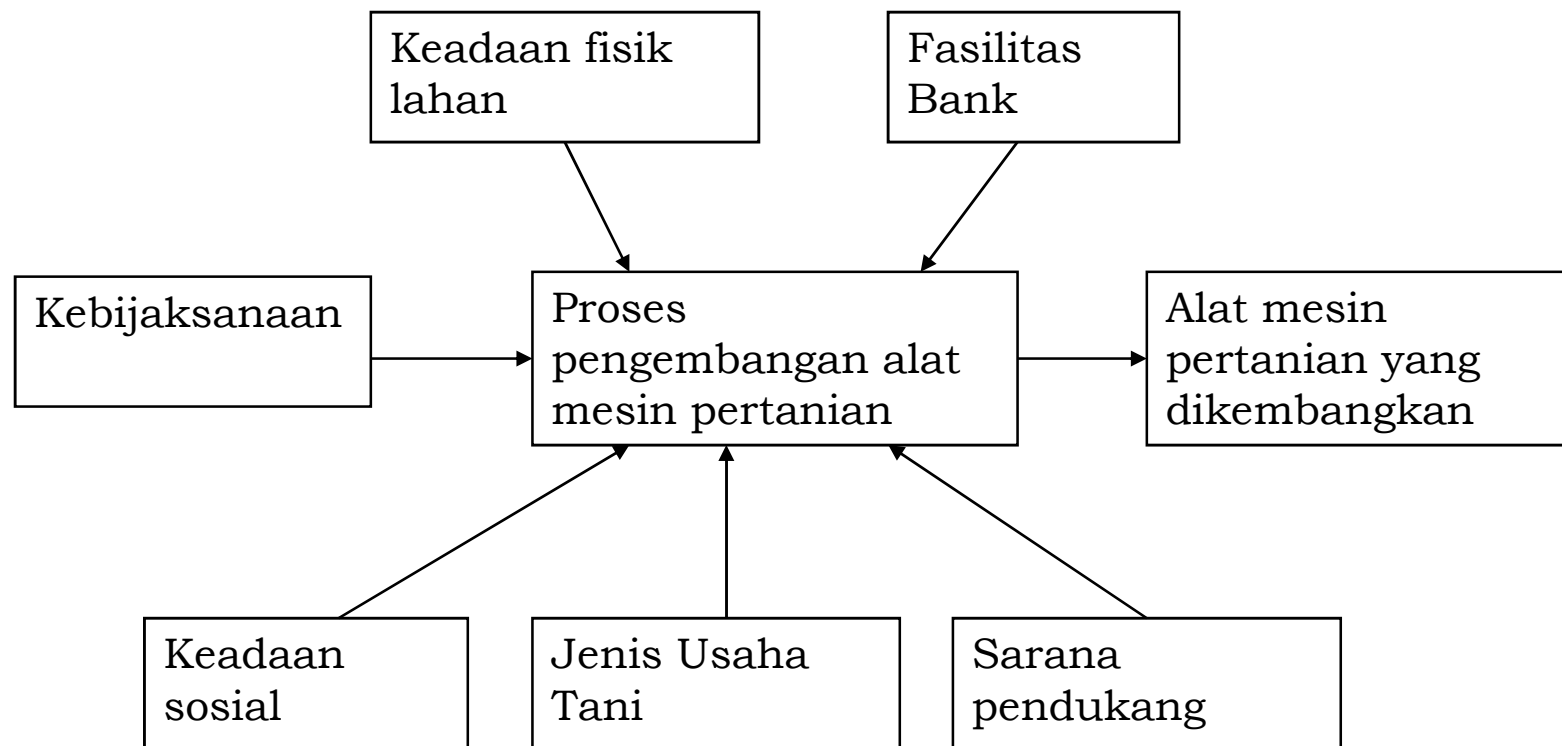 Keadaan fisik
lahan
Fasilitas
Bank
Kebijaksanaan
Proses
pengembangan alat
mesin pertanian
Alat mesin
pertanian yang
dikembangkan
Keadaan
sosial
Jenis Usaha
Tani
Sarana
pendukang